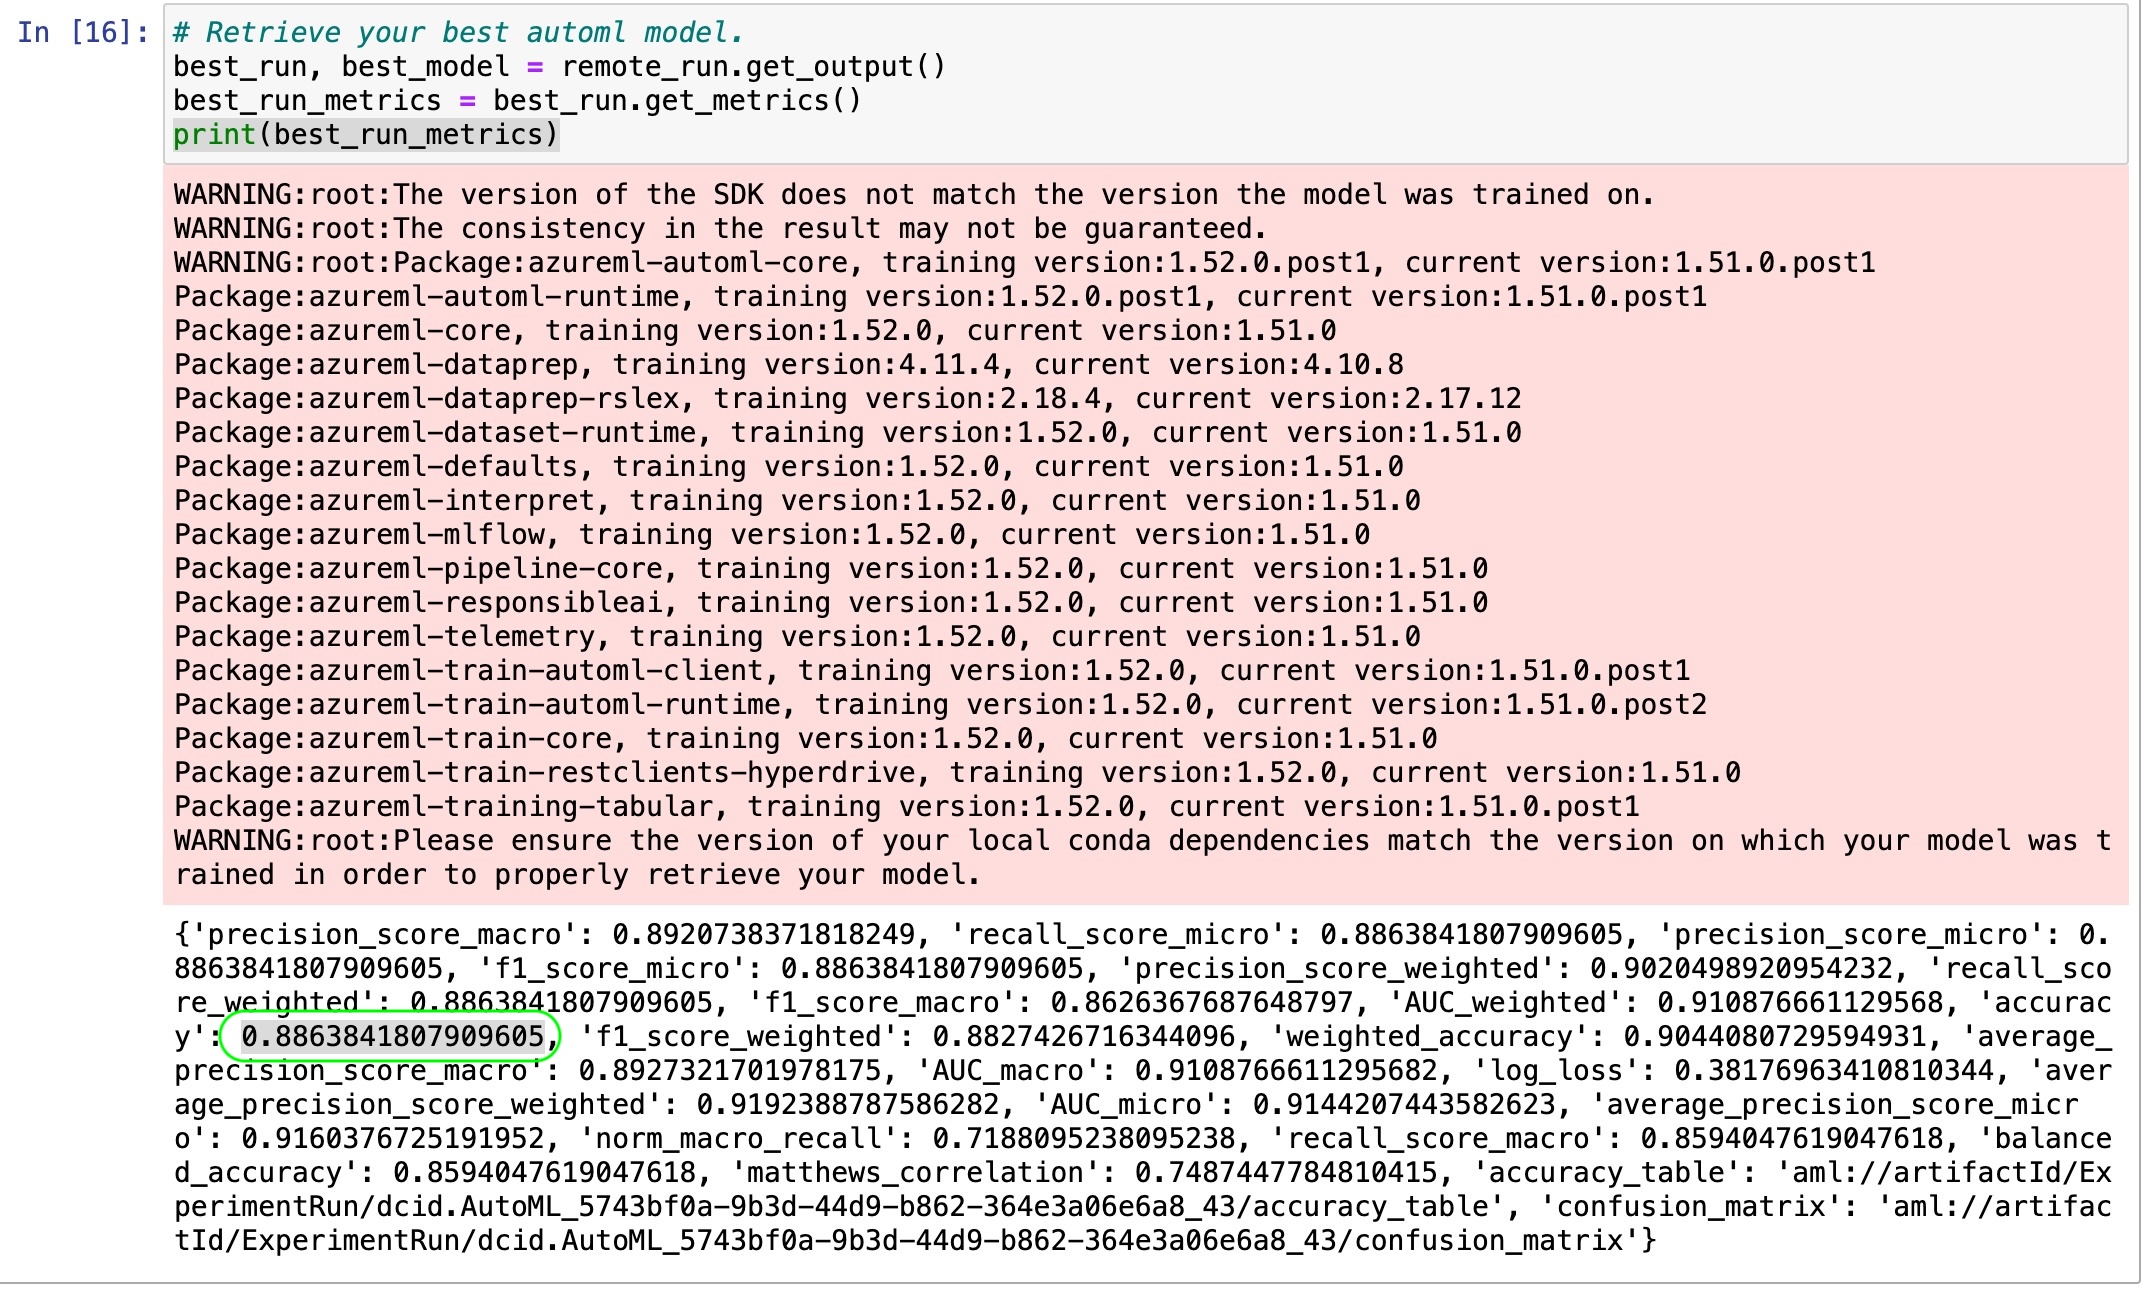 In [16]: # Retrieve your best automl model.
best_run, best_model = remote_run.get_output()
best_run_metrics = best_run.get_metrics()
print(best_run_metrics)
WARNING:root:The version of the SDK does not match the version the model was trained on.
WARNING:root:The consistency in the result may not be guaranteed.
WARNING:root:Package:azureml-automl-core, training version:1.52.0.post1, current version:1.51.0.post1
Package:azureml-automl-runtime, training version:1.52.0.post1, current version:1.51.0.post1
Package:azureml-core, training version:1.52.0, current version:1.51.0
Package:azureml-dataprep, training version:4.11.4, current version:4.10.8
Package:azureml-dataprep-rslex, training version:2.18.4, current version:2.17.12
Package:azureml-dataset-runtime, training version:1.52.0, current version:1.51.0
Package:azureml-defaults, training version:1.52.0, current version:1.51.0
Package:azureml-interpret, training version:1.52.0, current version:1.51.0
Package:azureml-mlflow, training version:1.52.0, current version:1.51.0
Package:azureml-pipeline-core, training version:1.52.0, current version:1.51.0
Package:azureml-responsibleai, training version:1.52.0, current version:1.51.0
Package:azureml-telemetry, training version:1.52.0, current version:1.51.0
Package:azureml-train-automl-client, training version:1.52.0, current version:1.51.0.post1
Package:azureml-train-automl-runtime, training version:1.52.0, current version:1.51.0.post2
Package:azureml-train-core, training version:1.52.0, current version:1.51.0
Package:azureml-train-restclients-hyperdrive, training version:1.52.0, current version:1.51.0
Package:azureml-training-tabular, training version:1.52.0, current version:1.51.0.post1
WARNING:root:Please ensure the version of your local conda dependencies match the version on which your model was t
rained in order to properly retrieve your model.
{'precision_score_macro': 0.8920738371818249, 'recall_score_micro': 0.8863841807909605, 'precision_score_micro': 0.
8863841807909605, 'f1_score_micro': 0.8863841807909605, 'precision_score_weighted': 0.9020498920954232, 'recall_sco
re_weighted': 0.8863841807909605, 'f1_score_macro': 0.8626367687648797, 'AUC_weighted': 0.910876661129568, 'accurac
y': 0.8863841807909605, 'f1_score_weighted': 0.8827426716344096, 'weighted_accuracy': 0.9044080729594931, 'average_
precision_score_macro': 0.8927321701978175, 'AUC_macro': 0.9108766611295682, 'log_loss': 0.38176963410810344, 'aver
age_precision_score_weighted': 0.9192388787586282, 'AUC_micro': 0.9144207443582623, 'average_precision_score_micr
o': 0.9160376725191952, 'norm_macro_recall': 0.7188095238095238, 'recall_score_macro': 0.8594047619047618, 'balance
d_accuracy': 0.8594047619047618, 'matthews_correlation': 0.7487447784810415, 'accuracy_table': 'aml://artifactId/Ex
perimentRun/dcid.AutoML_5743bf0a-9b3d-44d9-b862-364e3a06e6a8_43/accuracy_table', 'confusion_matrix': 'aml://artifac
tId/ExperimentRun/dcid.AutoML_5743bf0a-9b3d-44d9-b862-364e3a06e6a8_43/confusion_matrix'}